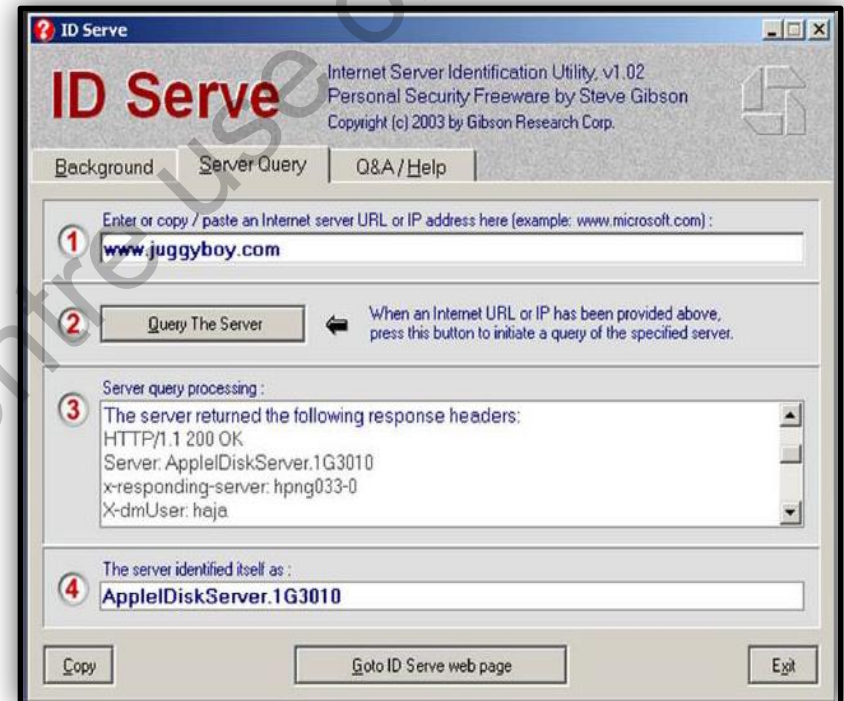 ID Serve
ID Serve
Internet Server Identification Utility, v1.02
Personal Security Freeware by Steve Gibson
Copyright (c) 2003 by Gibson Research Corp.
Background
Server Query
Q&A / Help
Enter or copy / paste an Internet server URL or IP address here (example: www.microsoft.com) :
1
www.juggyboy.com
2
Query The Server
When an Internet URL or IP has been provided above,
press this button to initiate a query of the specified server.
Server query processing :
3
The server returned the following response headers:
HTTP/1.1 200 OK
Server: AppleIDiskServer.1G3010
x-responding-server: hpng033-0
X-dmUser: haja
The server identified itself as :
4
AppleIDiskServer.1G3010
Copy
Goto ID Serve web page
Exit